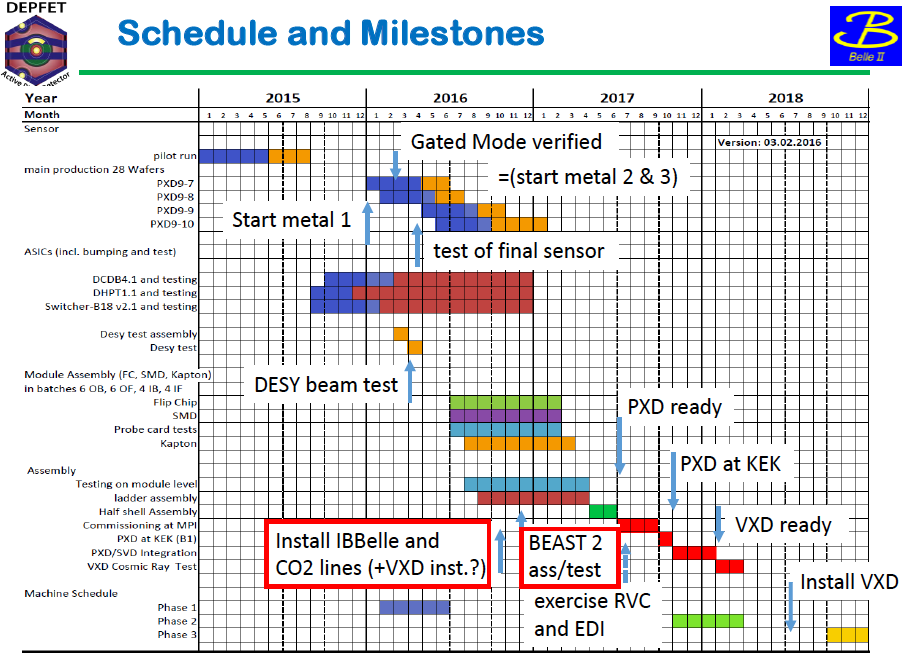 DEPFET
Active pixel detector
Schedule and Milestones
Belle II
Year 2015 2016 2017 2018
Month 1 2 3 4 5 6 7 8 9 10 11 12 1 2 3 4 5 6 7 8 9 10 11 12 1 2 3 4 5 6 7 8 9 10 11 12 1 2 3 4 5 6 7 8 9 10 11 12
Sensor
Version: 03.02.2016
Gated Mode verified
pilot run
main production 28 Wafers
=(start metal 2 & 3)
PXD9-7
PXD9-8
PXD9-9
Start metal 1
PXD9-10
test of final sensor
ASICs (incl. bumping and test)
DCDB4.1 and testing
DHPT1.1 and testing
Switcher-B18 v2.1 and testing
Desy test assembly
Desy test
Module Assembly (FC, SMD, Kapton)
in batches 6 OB, 6 OF, 4 IB, 4 IF
DESY beam test
Flip Chip
PXD ready
SMD
Probe card tests
Kapton
PXD at KEK
Assembly
Testing on module level
ladder assembly
Half shell Assembly
Commissioning at MPI
VXD ready
PXD at KEK (B1)
PXD/SVD Integration
VXD Cosmic Ray Test
Install IBBelle and
CO2 lines (+VXD inst.?)
BEAST 2
ass/test
Install VXD
Machine Schedule
exercise RVC
and EDI
Phase 1
Phase 2
Phase 3